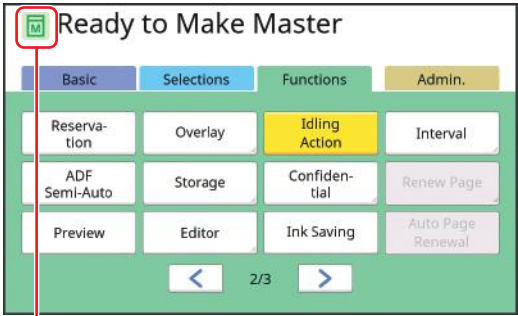 M Ready to Make Master
Basic Selections Functions Admin.
Reserva-
tion
Overlay
Idling
Action
Interval
ADF
Semi-Auto
Storage
Confiden-
tial
Renew Page
Preview
Editor
Ink Saving
Auto Page
Renewal
2/3